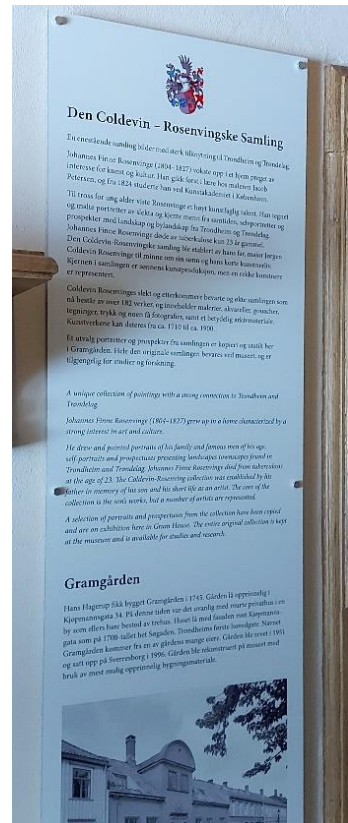 Den Coldevin – Rosenvingske Samling
En enestående samling bilder med sterk tilknytning til Trondheim og Trøndelag.
Johannes Finne Rosenvinge (1804–1827) vokste opp i et hjem preget av
interesse for kunst og kultur. Han gikk først i lære hos maleren Jacob
Petersen, og fra 1824 studerte han ved Kunstakademiet i København.
Til tross for ung alder viste Rosenvinge et høyt kunstfaglig talent. Han tegnet
og malte portretter av slekta og kjente menn fra samtiden, selvportretter og
prospekter med landskap og bylandskap fra Trondheim og Trøndelag.
Johannes Finne Rosenvinge døde av tuberkulose kun 23 år gammel.
Den Coldevin-Rosenvingske samling ble etablert av hans far, major Jørgen
Coldevin Rosenvinge til minne om sin sønn og hans korte kunstnerliv.
Kjernen i samlingen er sønnens kunstproduksjon, men en rekke kunstnere
er representert.
Coldevin Rosenvinges slekt og etterkommere bevarte og økte samlingen som
nå består av over 182 verker, og inneholder malerier, akvareller, gouacher,
tegninger, trykk og noen få fotografier, samt et betydelig arkivmateriale.
Kunstverkene kan dateres fra ca. 1710 til ca. 1900.
Et utvalg portretter og prospekter fra samlingen er kopiert og utstilt her
i Gramgården. Hele den originale samlingen bevares ved museet, og er
tilgjengelig for studier og forskning.
A unique collection of paintings with a strong connection to Trondheim and
Trøndelag.
Johannes Finne Rosenvinge (1804–1827) grew up in a home characterized by a
strong interest in art and culture.
He drew and painted portraits of his family and famous men of his age,
self-portraits and prospectuses presenting landscapes townscapes found in
Trondheim and Trøndelag. Johannes Finne Rosenvinge died from tuberculosis
at the age of 23. The Coldevin-Rosenving collection was established by his
father in memory of his son and his short life as an artist. The core of the
collection is the son's works, but a number of artists are represented.
A selection of portraits and prospectuses from the collection have been copied
and are on exhibition here in Gram House. The entire original collection is kept
at the museum and is available for studies and research.
Gramgården
Hans Hagerup fikk bygget Gramgården i 1745. Gården lå opprinnelig i
Kjøpmannsgata 34. På denne tiden var det uvanlig med murte privathus i en
by som ellers bare bestod av trehus. Huset lå med fasaden mot Kjøpmanns-
gata som på 1700-tallet het Søgaden, Trondheims første hovedgate. Navnet
Gramgården kommer fra en av gårdens mange eiere. Gården ble revet i 1951
og satt opp på Sverresborg i 1996. Gården ble rekonstruert på museet med
bruk av mest mulig opprinnelig bygningsmateriale.